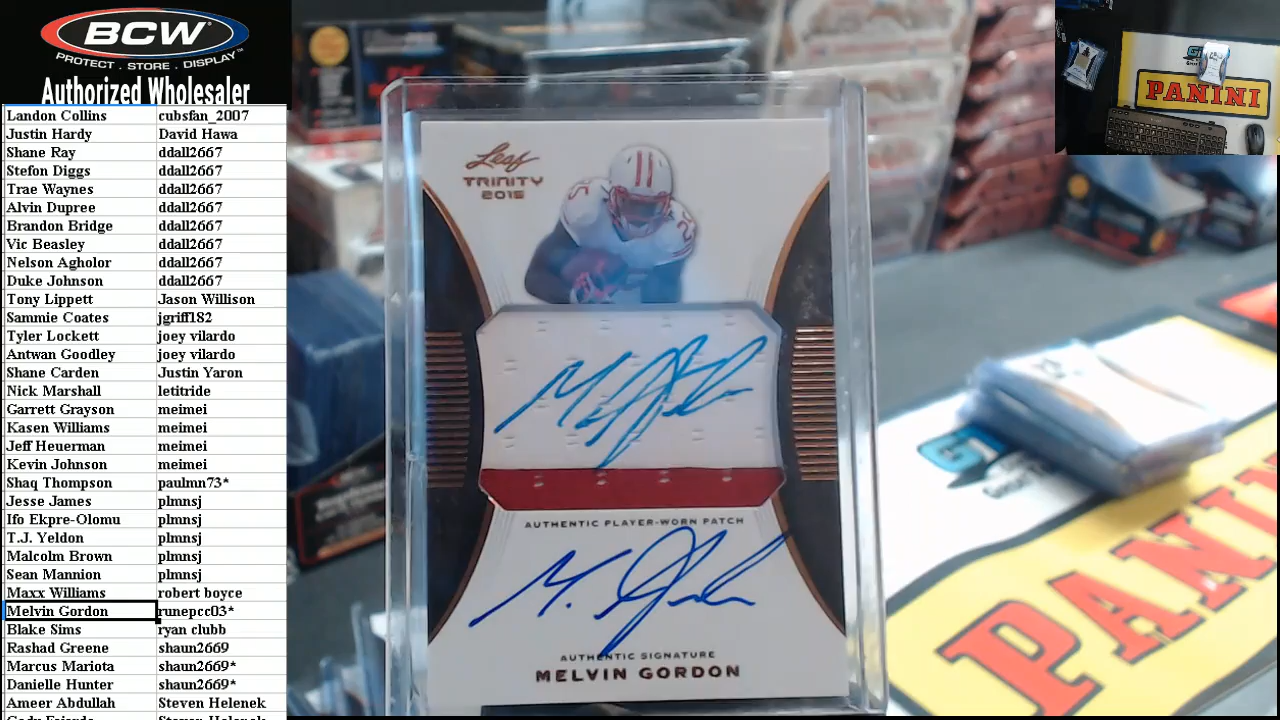 BCW
PROTECT . STORE . DISPLAY™
Authorized Wholesaler
Landon Collins cubsfan_2007
Justin Hardy David Hawa
Shane Ray ddall2667
Stefon Diggs ddall2667
Trae Waynes ddall2667
Alvin Dupree ddall2667
Brandon Bridge ddall2667
Vic Beasley ddall2667
Nelson Agholor ddall2667
Duke Johnson ddall2667
Tony Lippett Jason Willison
Sammie Coates jgriff182
Tyler Lockett joey vilardo
Antwan Goodley joey vilardo
Shane Carden Justin Yaron
Nick Marshall letitride
Garrett Grayson meimei
Kasen Williams meimei
Jeff Heuerman meimei
Kevin Johnson meimei
Shaq Thompson paulmn73*
Jesse James plmnsj
Ifo Ekpre-Olomu plmnsj
T.J. Yeldon plmnsj
Malcolm Brown plmnsj
Sean Mannion plmnsj
Maxx Williams robert boyce
Melvin Gordon runepcc03*
Blake Sims ryan clubb
Rashad Greene shaun2669
Marcus Mariota shaun2669*
Danielle Hunter shaun2669*
Ameer Abdullah Steven Helenek
Leaf
TRINITY
2015
25
AUTHENTIC PLAYER-WORN PATCH
AUTHENTIC SIGNATURE
MELVIN GORDON
PANINI
PANINI